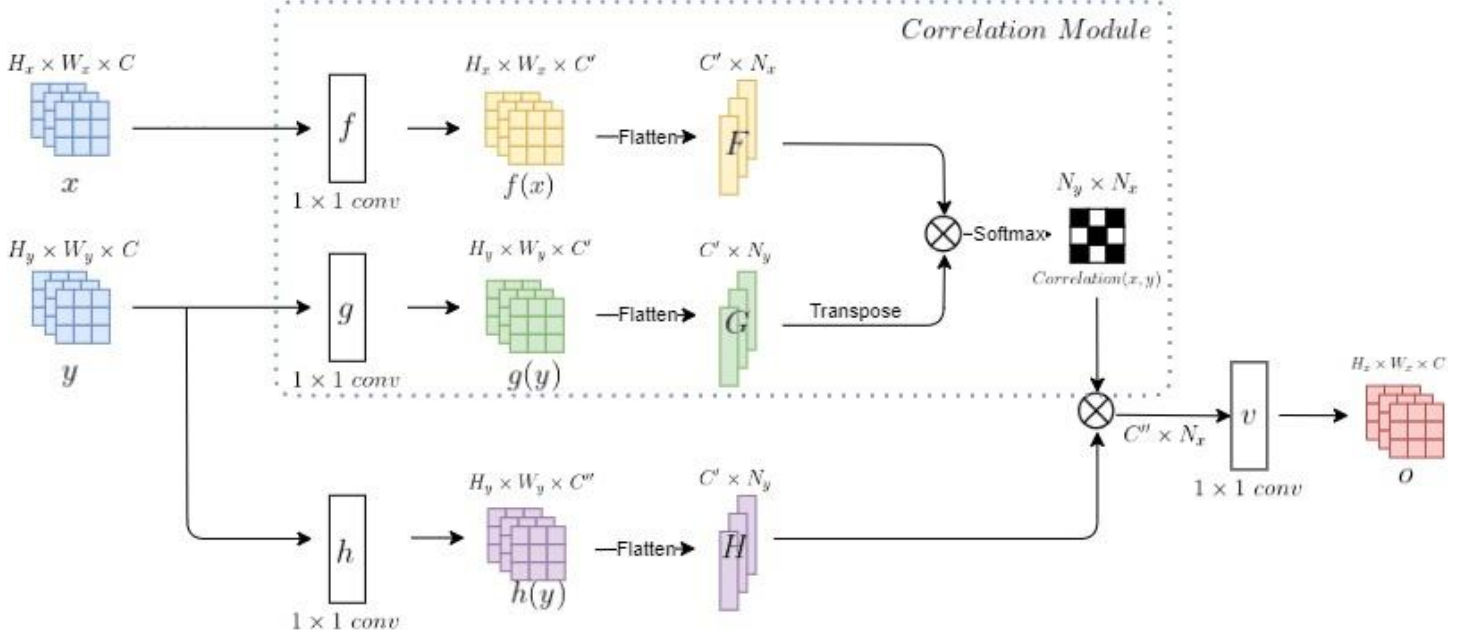 Correlation Module
H_x × W_x × C
x
f
1 × 1 conv
H_x × W_x × C′
f(x)
Flatten
C′ × N_x
F
H_y × W_y × C
y
g
1 × 1 conv
H_y × W_y × C′
g(y)
Flatten
C′ × N_y
G
Transpose
Softmax
N_y × N_x
Correlation(x, y)
h
1 × 1 conv
H_y × W_y × C″
h(y)
Flatten
C′ × N_y
H
C″ × N_x
v
1 × 1 conv
H_x × W_x × C
o